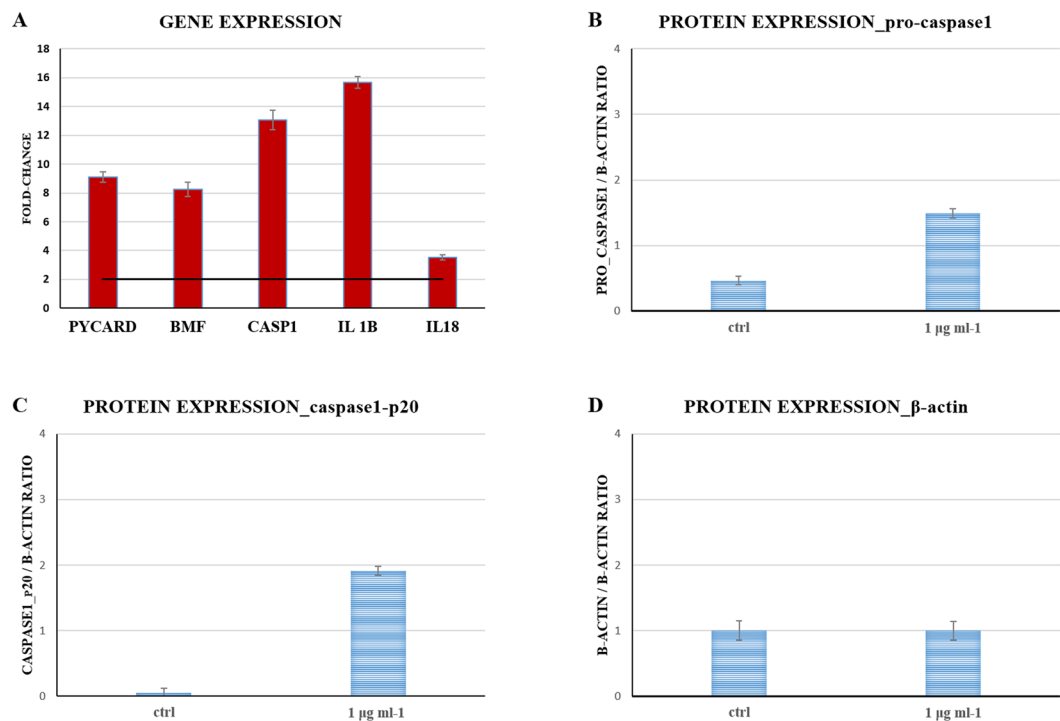 A
GENE EXPRESSION
FOLD-CHANGE
18
16
14
12
10
8
6
4
2
0
PYCARD BMF CASP1 IL 1B IL18
B
PROTEIN EXPRESSION_pro-caspase1
PRO_CASPASE1 / B-ACTIN RATIO
4
3
2
1
0
ctrl 1 µg ml-1
C
PROTEIN EXPRESSION_caspase1-p20
CASPASE1_P20 / B-ACTIN RATIO
4
3
2
1
0
ctrl 1 µg ml-1
D
PROTEIN EXPRESSION_β-actin
B-ACTIN / B-ACTIN RATIO
4
3
2
1
0
ctrl 1 µg ml-1